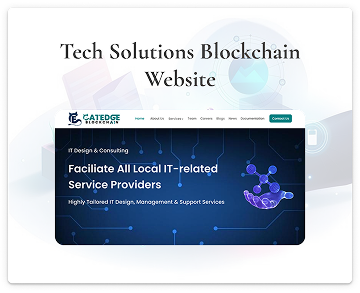 Tech Solutions Blockchain
Website
CATEDGE
BLOCKCHAIN
Home About Us Services Team Careers Blogs News Documentation Contact Us
IT Design & Consulting
Faciliate All Local IT-related
Service Providers
Highly Tailored IT Design, Management & Support Services